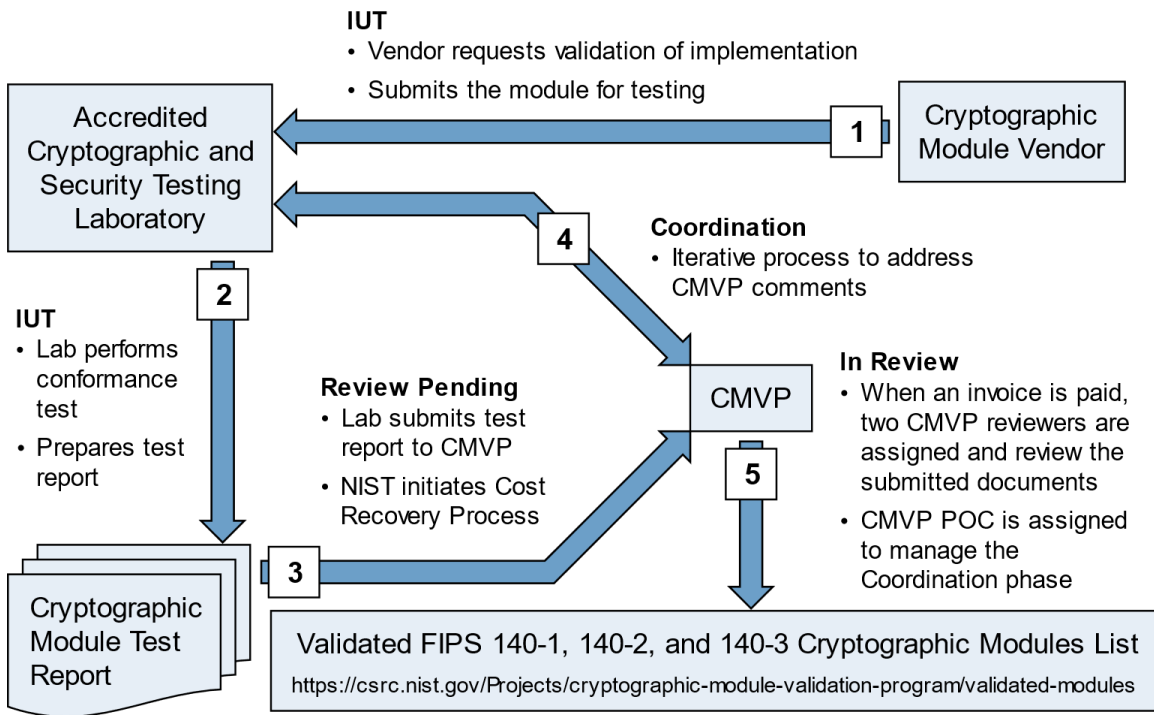 IUT
• Vendor requests validation of implementation
• Submits the module for testing
Accredited
Cryptographic and
Security Testing
Laboratory
1
Cryptographic
Module Vendor
4
Coordination
• Iterative process to address
CMVP comments
2
IUT
• Lab performs
conformance
test
• Prepares test
report
Review Pending
• Lab submits test
report to CMVP
• NIST initiates Cost
Recovery Process
CMVP
In Review
• When an invoice is paid,
two CMVP reviewers are
assigned and review the
submitted documents
• CMVP POC is assigned
to manage the
Coordination phase
5
3
Cryptographic
Module Test
Report
Validated FIPS 140-1, 140-2, and 140-3 Cryptographic Modules List
https://csrc.nist.gov/Projects/cryptographic-module-validation-program/validated-modules